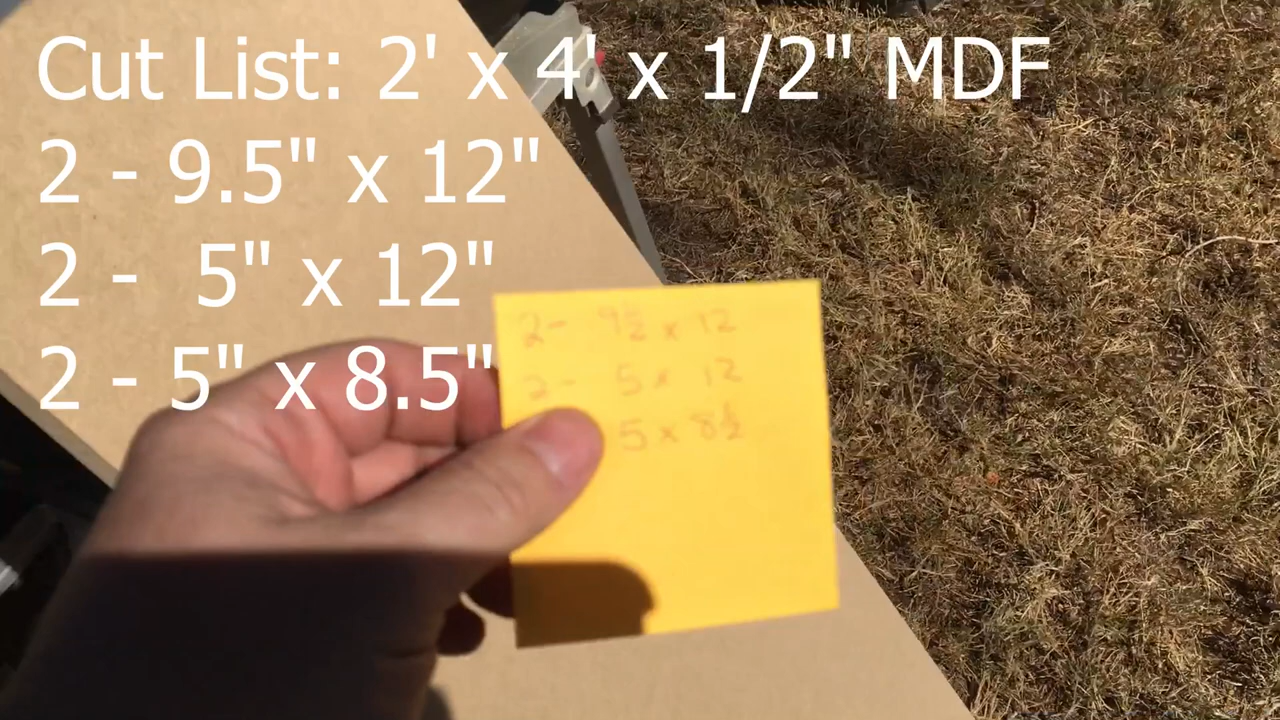 Cut List: 2' x 4' x 1/2" MDF
2 - 9.5" x 12"
2 - 5" x 12"
2 - 5" x 8.5"
2 - 9½ x 12
2 - 5 x 12
5 x 8½